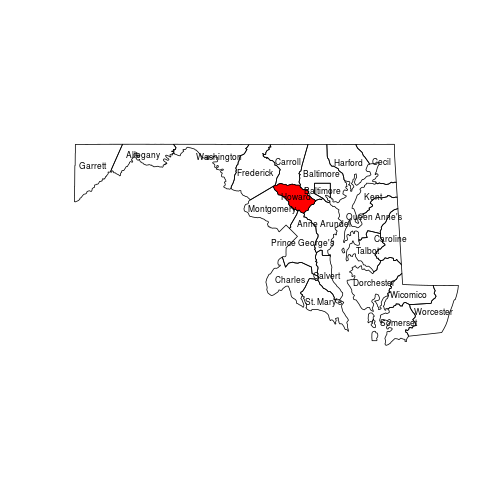 Garrett
Allegany
Washington
Frederick
Carroll
Baltimore
Harford
Cecil
Howard
Baltimore
Kent
Montgomery
Anne Arundel
Queen Anne's
Prince George's
Caroline
Talbot
Charles
Calvert
Dorchester
St. Mary's
Wicomico
Somerset
Worcester